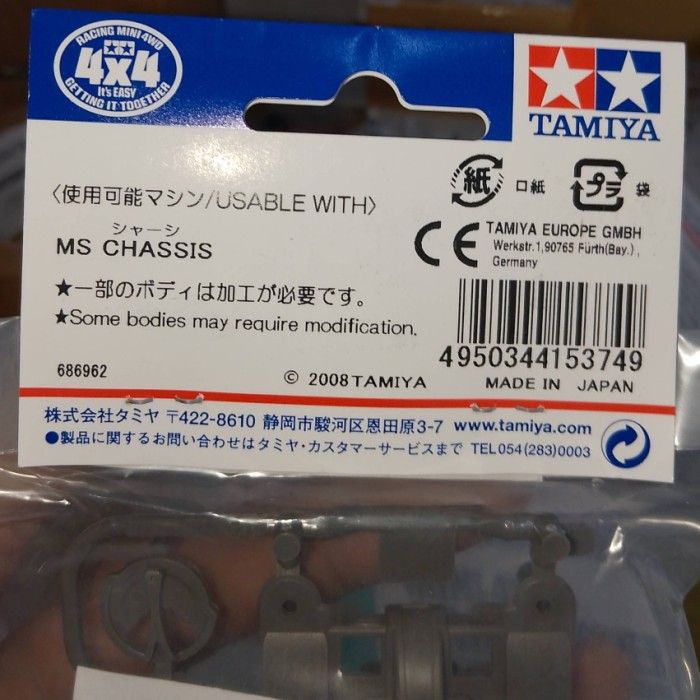 RACING MINI 4WD
4x4
It's EASY
GETTING IT TOGETHER
TAMIYA
〈使用可能マシン/USABLE WITH〉
シャーシ
MS CHASSIS
★一部のボディは加工が必要です。
★Some bodies may require modification.
686962
© 2008 TAMIYA
紙 口紙
プラ 袋
CE TAMIYA EUROPE GMBH
Werkstr.1,90765 Fürth(Bay.),
Germany
4950344153749
MADE IN JAPAN
株式会社タミヤ 〒422-8610 静岡市駿河区恩田原3-7 www.tamiya.com
●製品に関するお問い合わせはタミヤ・カスタマーサービスまで TEL054(283)0003